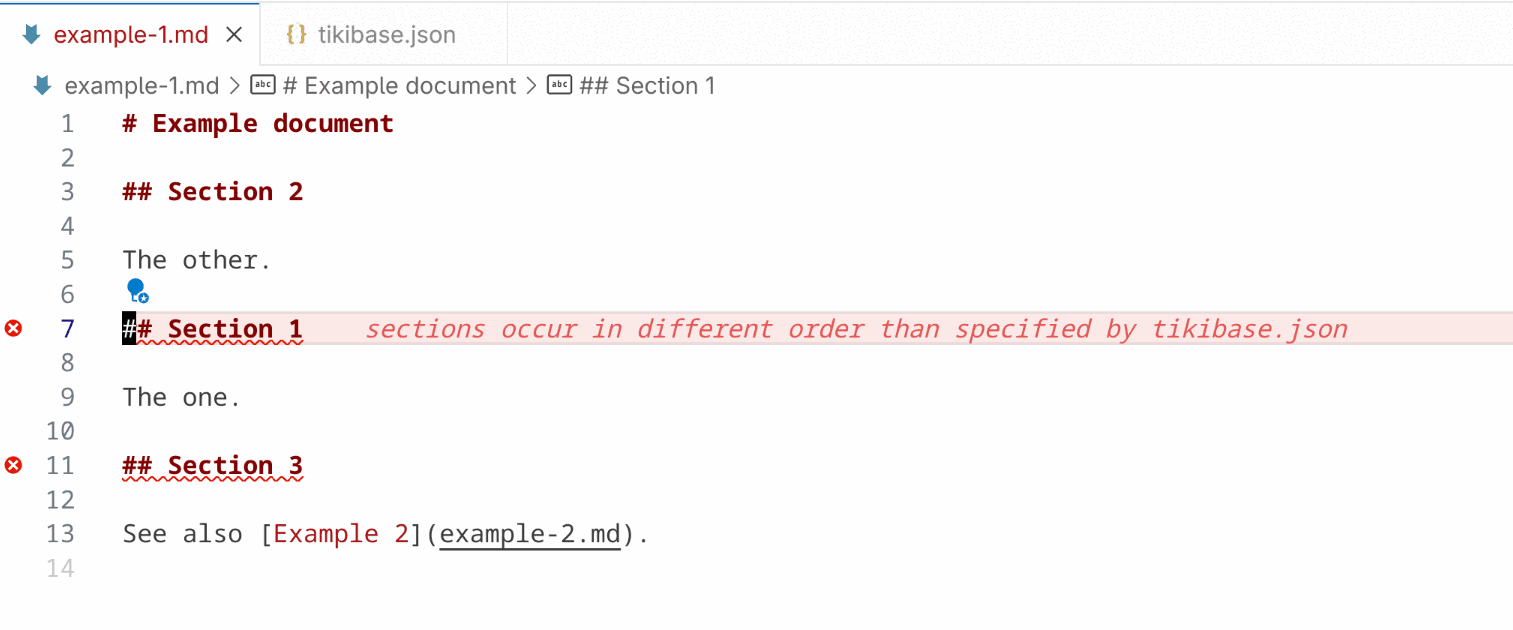 example-1.md tikibase.json
example-1.md > abc # Example document > abc ## Section 1
1 # Example document
2
3 ## Section 2
4
5 The other.
6
7 ## Section 1 sections occur in different order than specified by tikibase.json
8
9 The one.
10
11 ## Section 3
12
13 See also [Example 2](example-2.md).
14